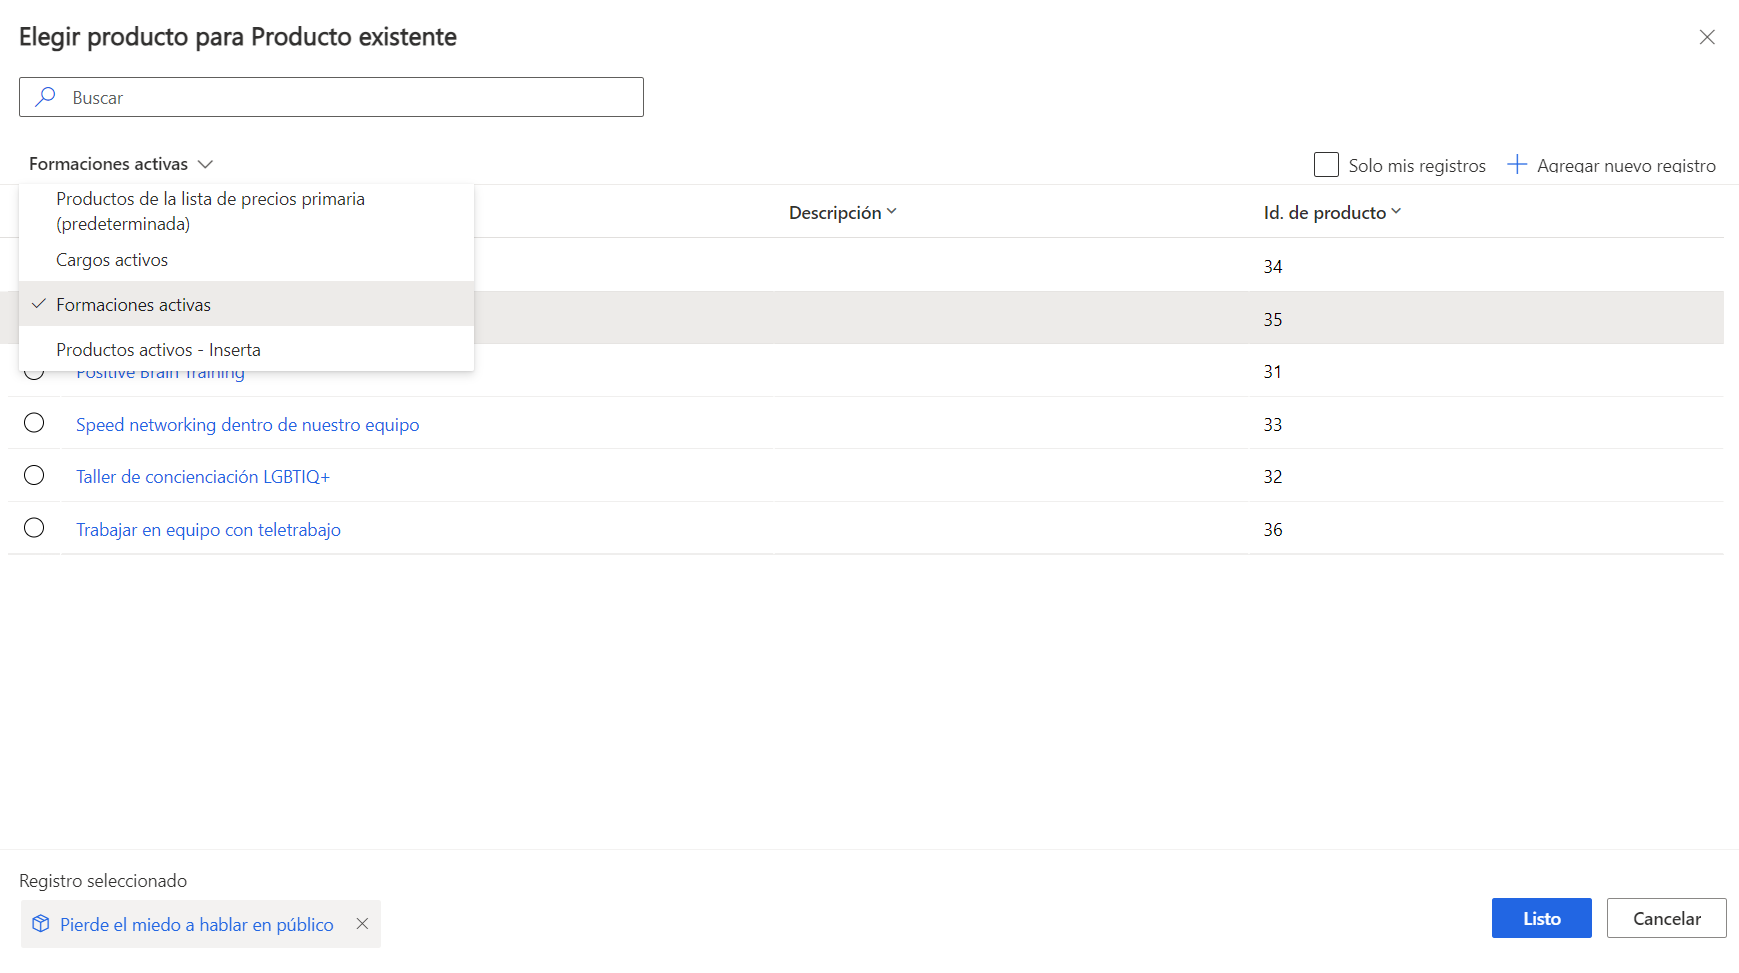 Elegir producto para Producto existente
Buscar
Formaciones activas
Solo mis registros
Agregar nuevo registro
Productos de la lista de precios primaria
(predeterminada)
Cargos activos
Formaciones activas
Productos activos - Inserta
Descripción
Id. de producto
34
35
Positive Brain Training
31
Speed networking dentro de nuestro equipo
33
Taller de concienciación LGBTIQ+
32
Trabajar en equipo con teletrabajo
36
Registro seleccionado
Pierde el miedo a hablar en público
Listo
Cancelar